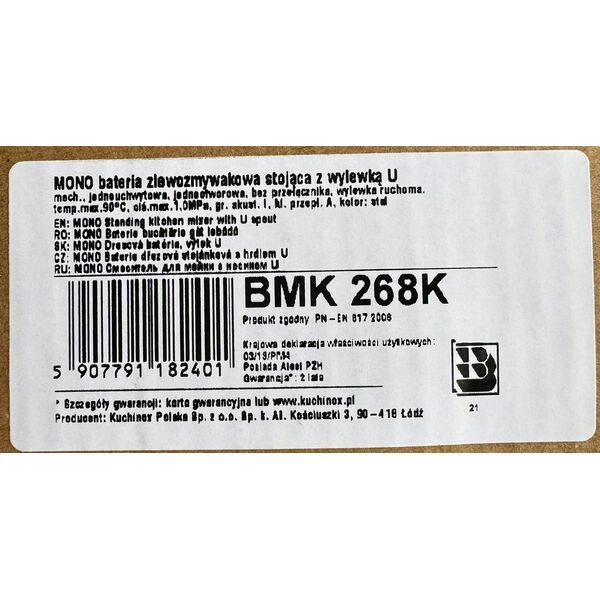 MONO bateria zlewozmywakowa stojąca z wylewką U
mech., jednouchwytowa, jednootworowa, bez przełącznika, wylewka ruchoma.
temp.max.90°C, ciś.max.1,0MPa, gr. akust. I, kl. przepł. A, kolor: stal
EN: MONO Standing kitchen mixer with U spout
RO: MONO Baterie bucătărie gât lebădă
SK: MONO Drezová batéria, výtok U
CZ: MONO Baterie dřezová stojánková s hrdlem U
RU: MONO Смеситель для мойки с носиком U
BMK 268K
Produkt zgodny PN-EN 817 2008
Krajowa deklaracja właściwości użytkowych:
Posiada Atest PZH
Gwarancja*: 2 lata
5 907791 182401
21
* Szczegóły gwarancji: karta gwarancyjna lub www.kuchinox.pl
Producent: Kuchinox Polska Sp. z o.o. Sp. k. Al. Kościuszki 3, 90-418 Łódź